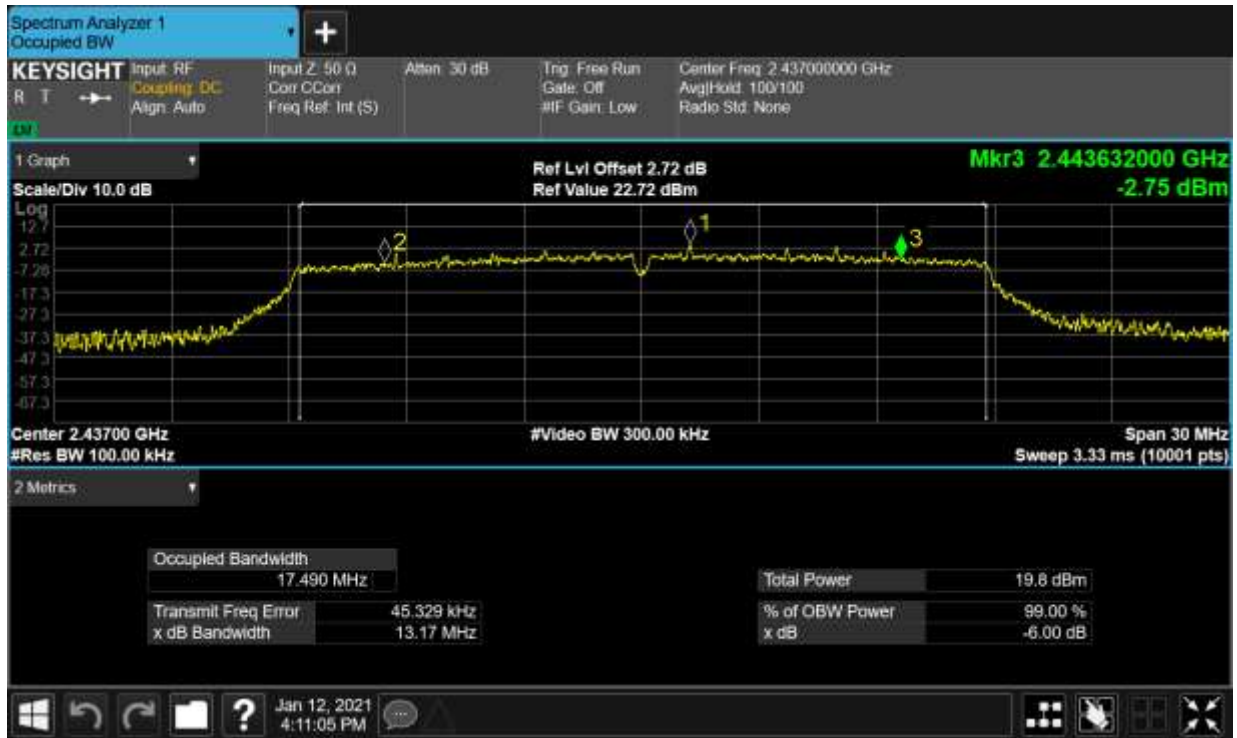 Spectrum Analyzer 1
Occupied BW
KEYSIGHT
R T
Input: RF
Coupling: DC
Align: Auto
Input Z: 50 Ω
Corr CCorr
Freq Ref: Int (S)
Atten: 30 dB
Trig: Free Run
Gate: Off
#IF Gain: Low
Center Freq: 2.437000000 GHz
Avg|Hold: 100/100
Radio Std: None
1 Graph
Scale/Div 10.0 dB
Ref Lvl Offset 2.72 dB
Ref Value 22.72 dBm
Mkr3 2.443632000 GHz
-2.75 dBm
Log
12.7
2.72
-7.28
-17.3
-27.3
-37.3
-47.3
-57.3
-67.3
2
1
3
Center 2.43700 GHz
#Res BW 100.00 kHz
#Video BW 300.00 kHz
Span 30 MHz
Sweep 3.33 ms (10001 pts)
2 Metrics
Occupied Bandwidth
17.490 MHz
Transmit Freq Error 45.329 kHz
x dB Bandwidth 13.17 MHz
Total Power 19.8 dBm
% of OBW Power 99.00 %
x dB -6.00 dB
?
Jan 12, 2021
4:11:05 PM